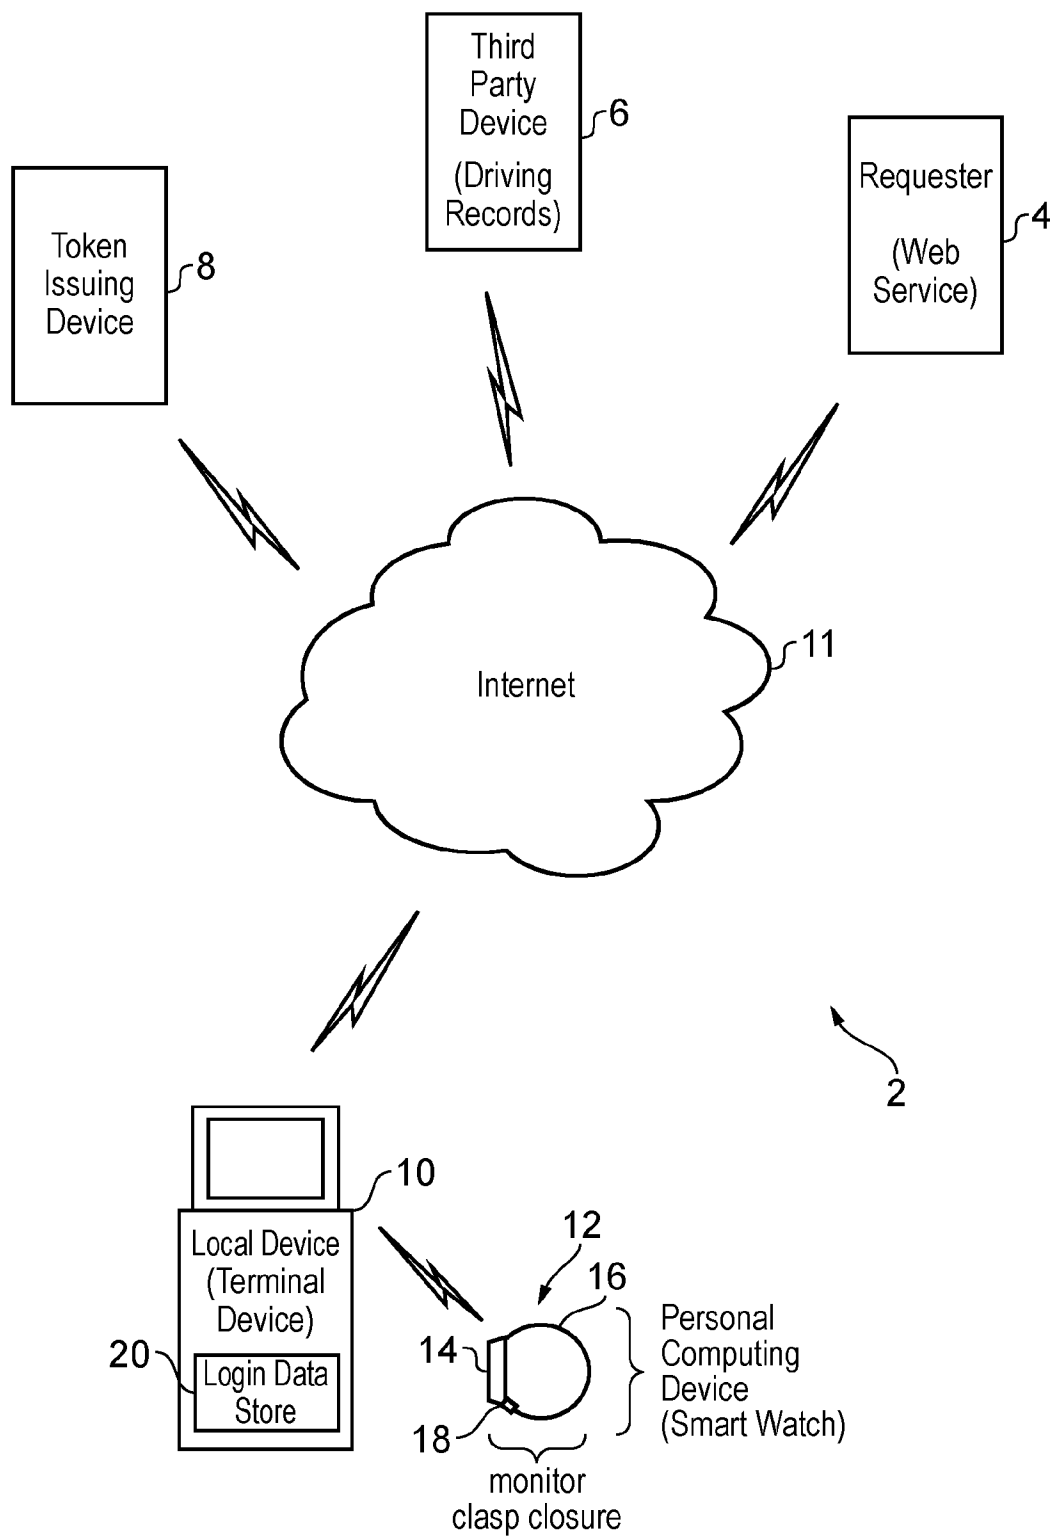 Third
Party
Device
(Driving
Records)
6
Requester
(Web
Service)
4
Token
Issuing
Device
8
Internet
11
2
10
Local Device
(Terminal
Device)
20
Login Data
Store
12
16
14
18
Personal
Computing
Device
(Smart Watch)
monitor
clasp closure